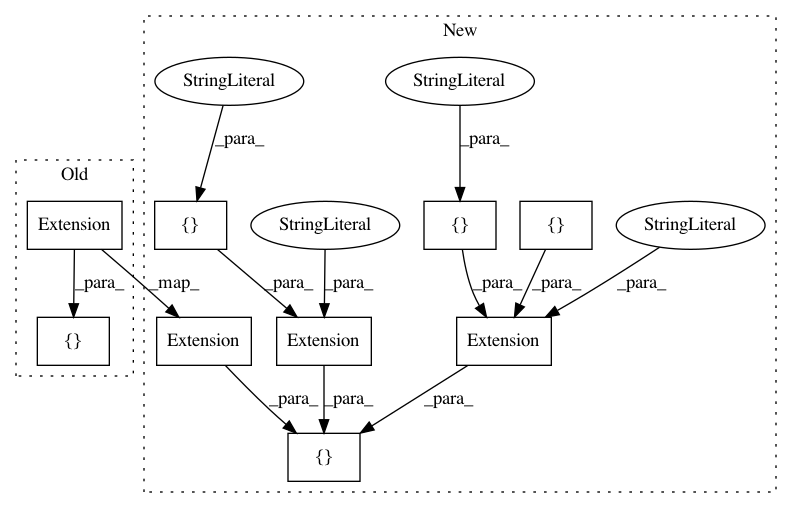 New
StringLiteral
StringLiteral
_para_
_para_
Old
Extension
{}
StringLiteral
{}
{}
StringLiteral
_para_
_map_
_para_
_para_
_para_
_para_
_para_
{}
Extension
Extension
Extension
_para_
_para_
_para_
{}